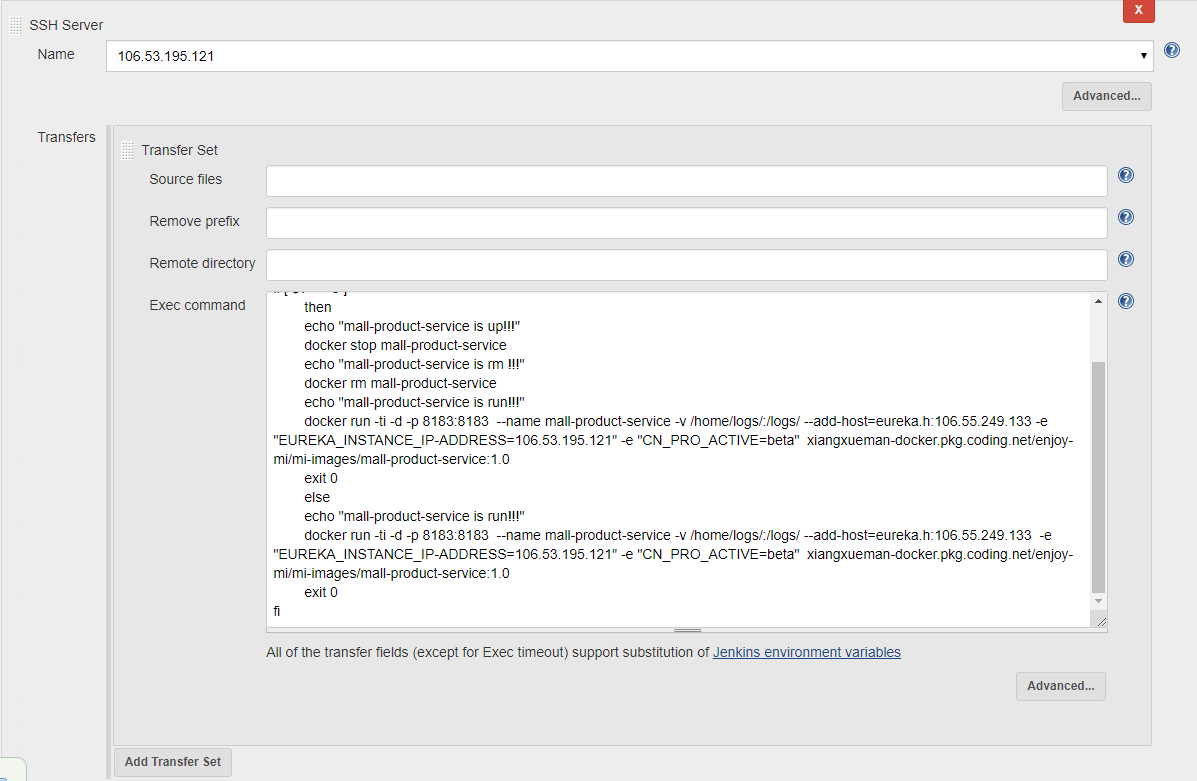 X
SSH Server
Name
106.53.195.121
Advanced...
Transfers
Transfer Set
Source files
Remove prefix
Remote directory
Exec command
then
echo "mall-product-service is up!!!"
docker stop mall-product-service
echo "mall-product-service is rm !!!"
docker rm mall-product-service
echo "mall-product-service is run!!!"
docker run -ti -d -p 8183:8183  --name mall-product-service -v /home/logs/:/logs/ --add-host=eureka.h:106.55.249.133 -e
"EUREKA_INSTANCE_IP-ADDRESS=106.53.195.121" -e "CN_PRO_ACTIVE=beta"  xiangxueman-docker.pkg.coding.net/enjoy-
mi/mi-images/mall-product-service:1.0
exit 0
else
echo "mall-product-service is run!!!"
docker run -ti -d -p 8183:8183  --name mall-product-service -v /home/logs/:/logs/ --add-host=eureka.h:106.55.249.133  -e
"EUREKA_INSTANCE_IP-ADDRESS=106.53.195.121" -e "CN_PRO_ACTIVE=beta"  xiangxueman-docker.pkg.coding.net/enjoy-
mi/mi-images/mall-product-service:1.0
exit 0
fi
All of the transfer fields (except for Exec timeout) support substitution of Jenkins environment variables
Advanced...
Add Transfer Set